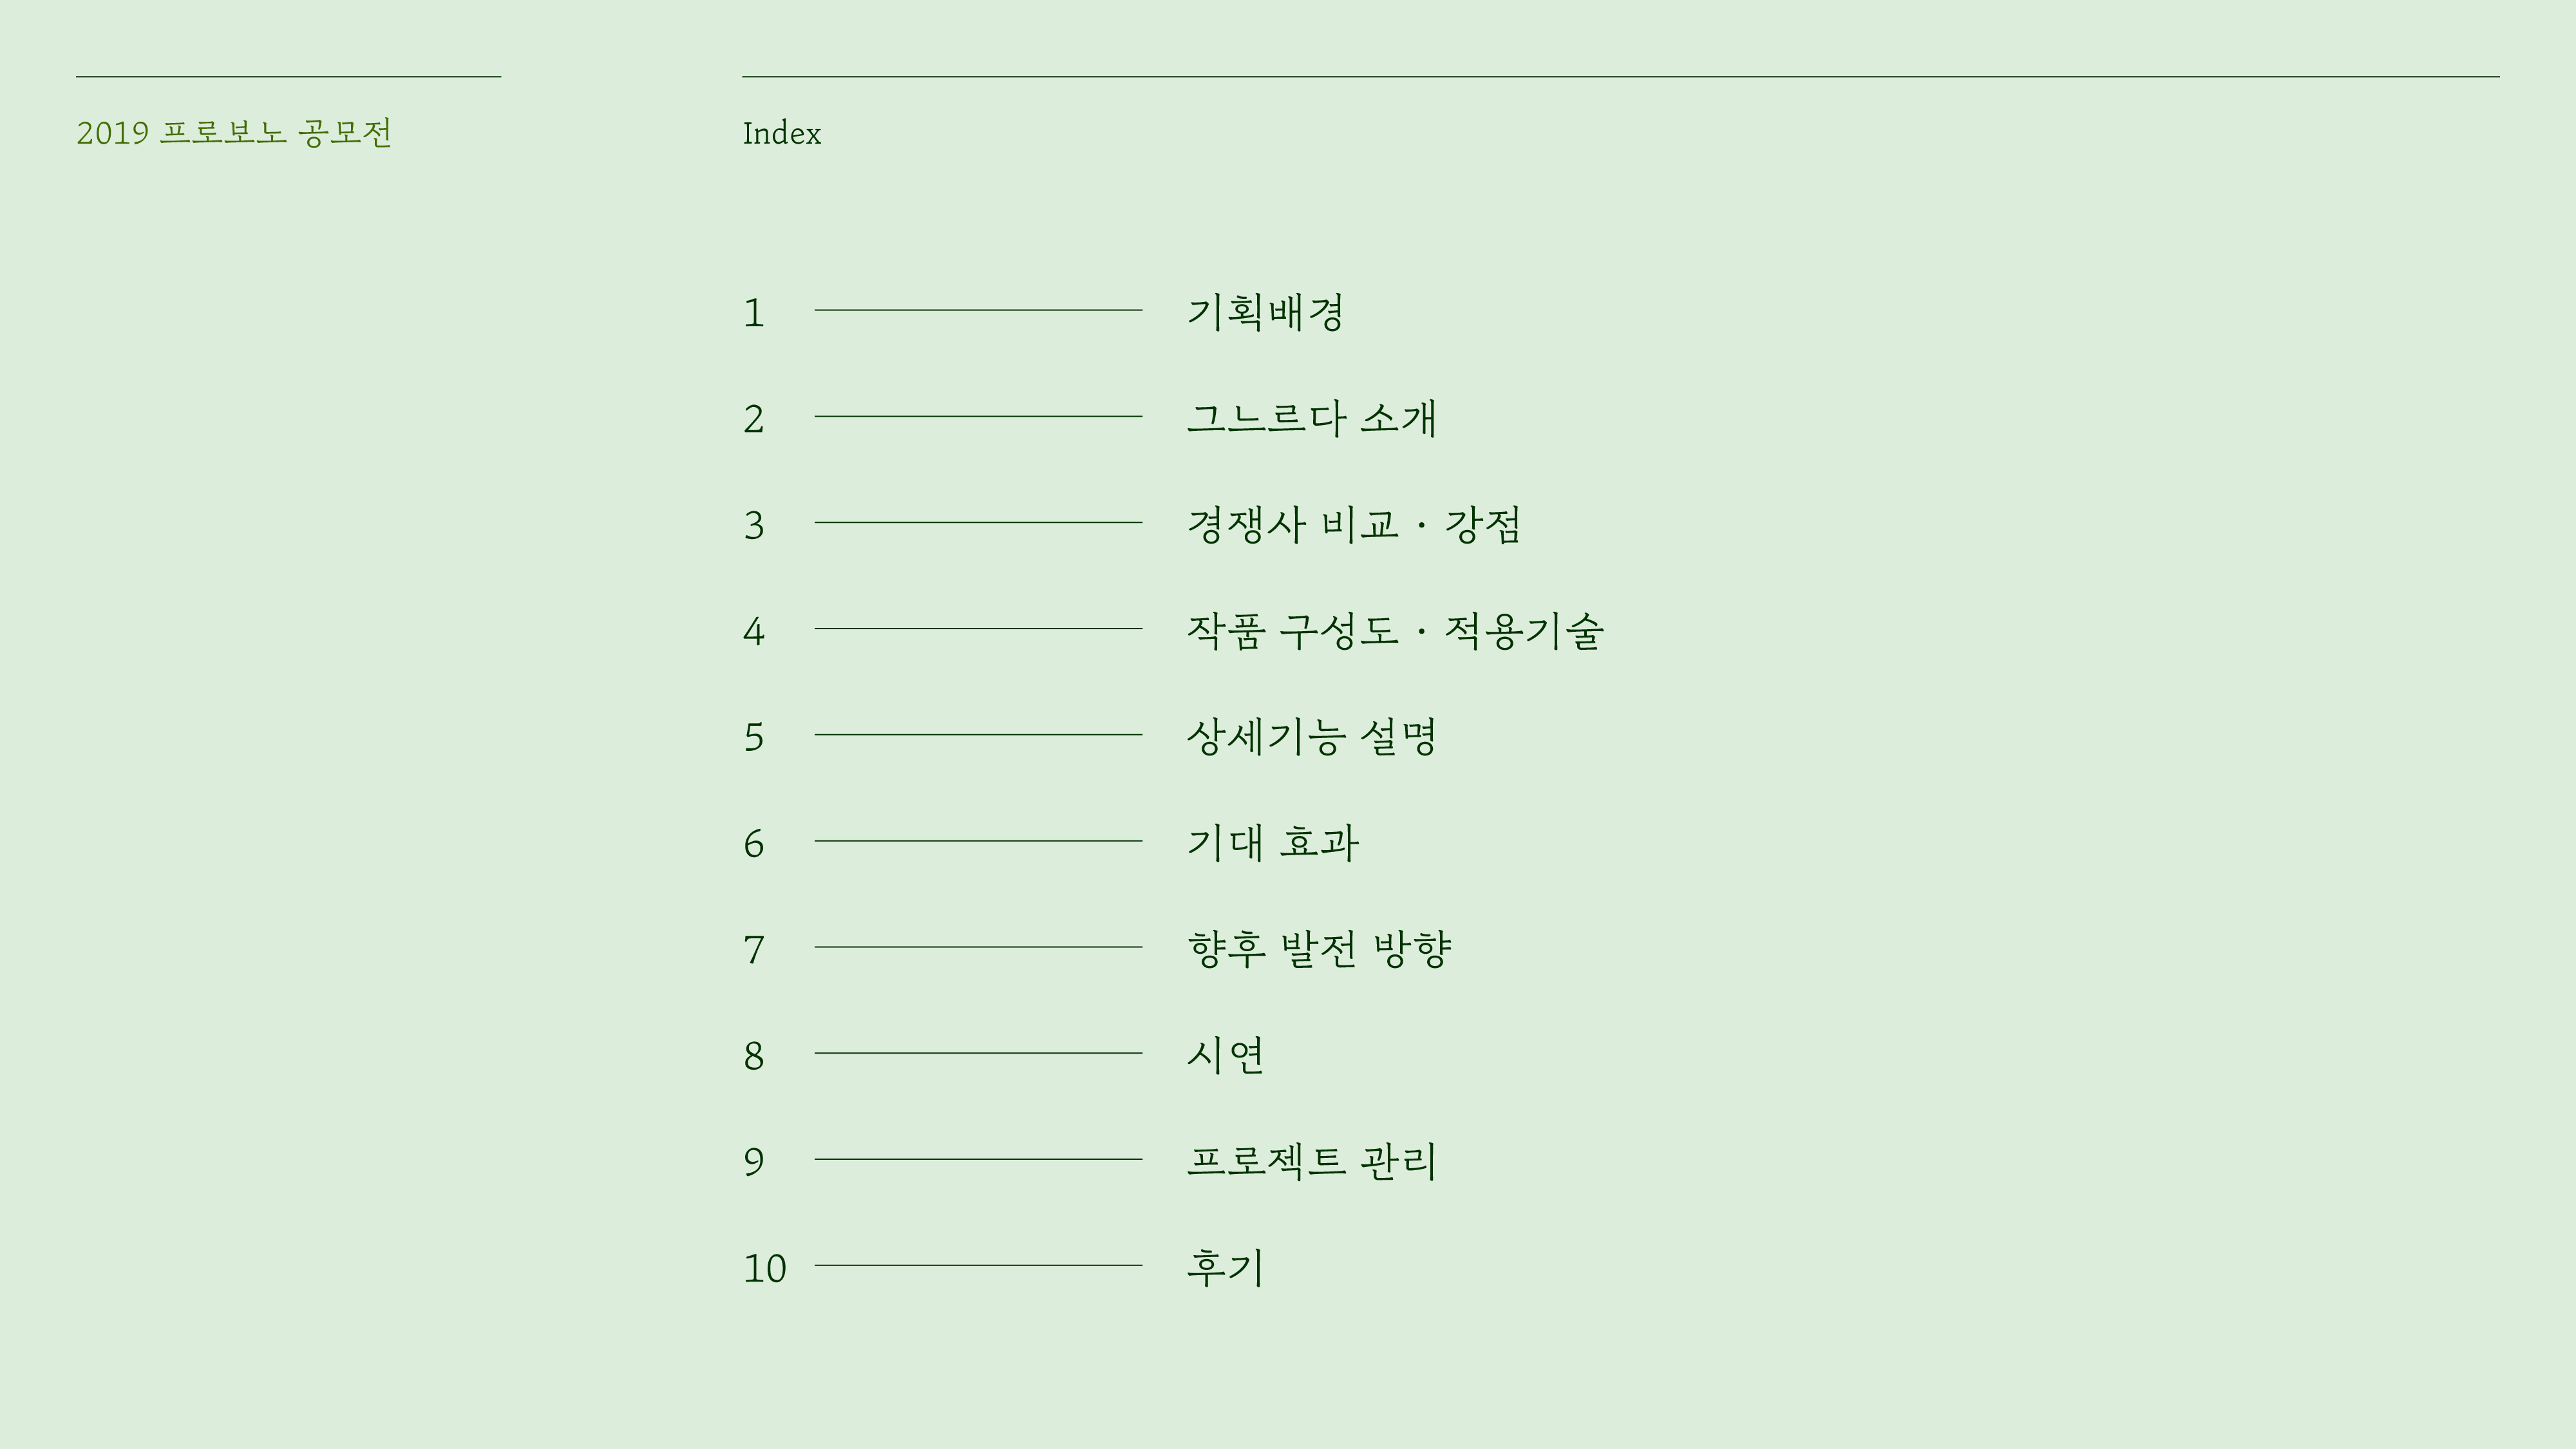 2019 프로보노 공모전
Index
1 기획배경
2 그느르다 소개
3 경쟁사 비교 · 강점
4 작품 구성도 · 적용기술
5 상세기능 설명
6 기대 효과
7 향후 발전 방향
8 시연
9 프로젝트 관리
10 후기